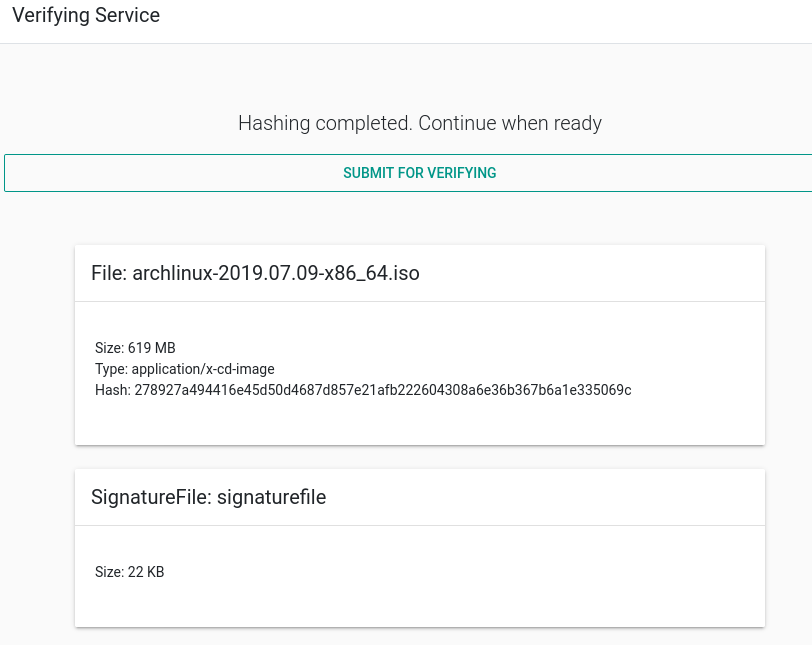 Verifying Service
Hashing completed. Continue when ready
SUBMIT FOR VERIFYING
File: archlinux-2019.07.09-x86_64.iso
Size: 619 MB
Type: application/x-cd-image
Hash: 278927a494416e45d50d4687d857e21afb222604308a6e36b367b6a1e335069c
SignatureFile: signaturefile
Size: 22 KB